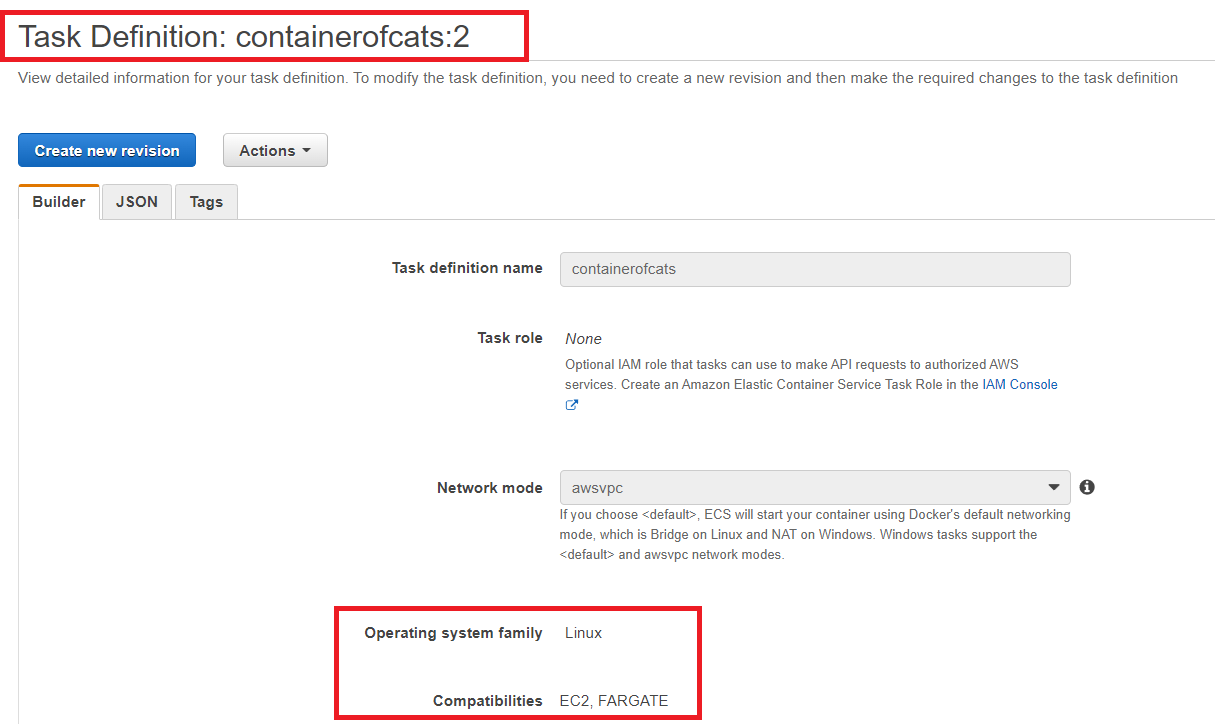 Task Definition: containerofcats:2
View detailed information for your task definition. To modify the task definition, you need to create a new revision and then make the required changes to the task definition
Create new revision
Actions
Builder
JSON
Tags
Task definition name
containerofcats
Task role
None
Optional IAM role that tasks can use to make API requests to authorized AWS
services. Create an Amazon Elastic Container Service Task Role in the IAM Console
Network mode
awsvpc
If you choose <default>, ECS will start your container using Docker's default networking
mode, which is Bridge on Linux and NAT on Windows. Windows tasks support the
<default> and awsvpc network modes.
Operating system family
Linux
Compatibilities
EC2, FARGATE